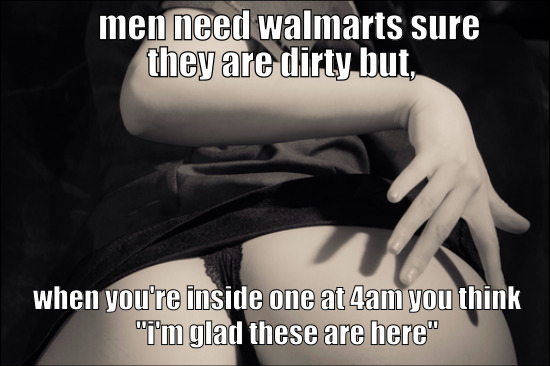 men need walmarts sure
they are dirty but,
when you're inside one at 4am you think
"i'm glad these are here"